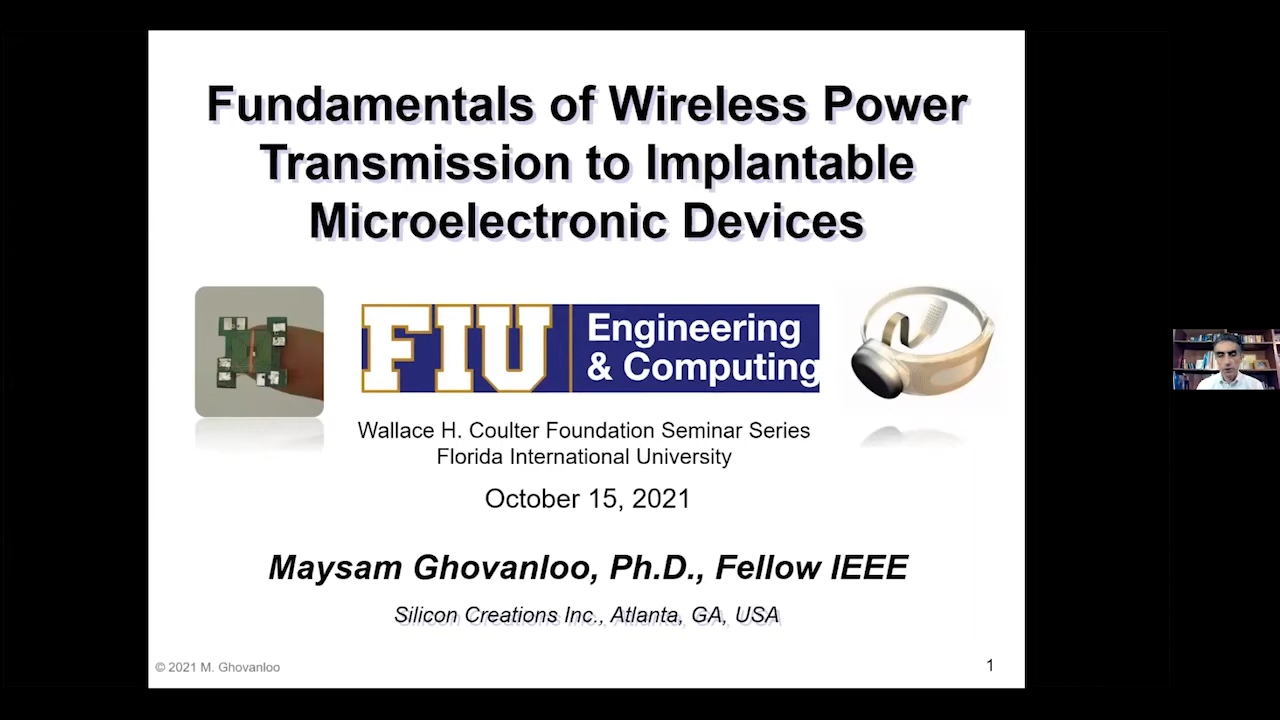 Fundamentals of Wireless Power
Transmission to Implantable
Microelectronic Devices
FIU
Engineering
& Computing
Wallace H. Coulter Foundation Seminar Series
Florida International University
October 15, 2021
Maysam Ghovanloo, Ph.D., Fellow IEEE
Silicon Creations Inc., Atlanta, GA, USA
© 2021 M. Ghovanloo
1